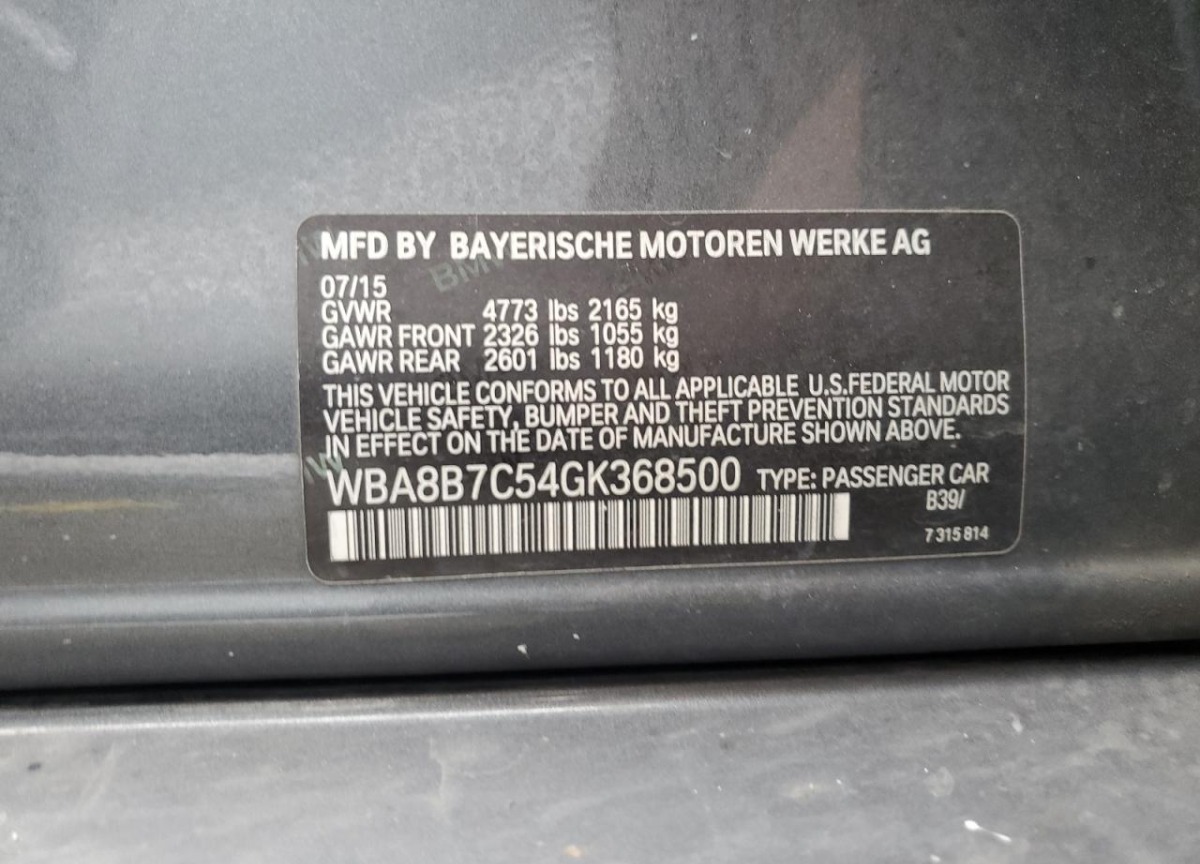 MFD BY BAYERISCHE MOTOREN WERKE AG
BMW
07/15
GVWR 4773 lbs 2165 kg
GAWR FRONT 2326 lbs 1055 kg
GAWR REAR 2601 lbs 1180 kg
THIS VEHICLE CONFORMS TO ALL APPLICABLE U.S.FEDERAL MOTOR
VEHICLE SAFETY, BUMPER AND THEFT PREVENTION STANDARDS
IN EFFECT ON THE DATE OF MANUFACTURE SHOWN ABOVE.
WBA8B7C54GK368500 TYPE: PASSENGER CAR
B39/
7 315 814